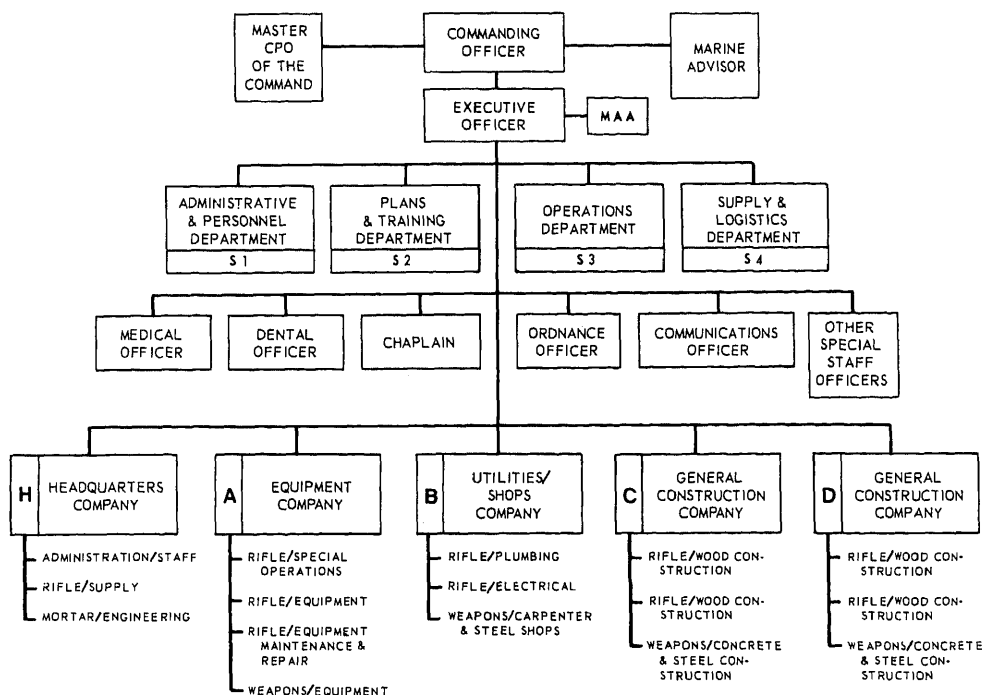 MASTER
CPO
OF THE
COMMAND
COMMANDING
OFFICER
MARINE
ADVISOR
EXECUTIVE
OFFICER
MAA
ADMINISTRATIVE
& PERSONNEL
DEPARTMENT
S 1
PLANS
& TRAINING
DEPARTMENT
S 2
OPERATIONS
DEPARTMENT
S 3
SUPPLY &
LOGISTICS
DEPARTMENT
S 4
MEDICAL
OFFICER
DENTAL
OFFICER
CHAPLAIN
ORDNANCE
OFFICER
COMMUNICATIONS
OFFICER
OTHER
SPECIAL
STAFF
OFFICERS
H
HEADQUARTERS
COMPANY
ADMINISTRATION/STAFF
RIFLE/SUPPLY
MORTAR/ENGINEERING
A
EQUIPMENT
COMPANY
RIFLE/SPECIAL
OPERATIONS
RIFLE/EQUIPMENT
RIFLE/EQUIPMENT
MAINTENANCE &
REPAIR
WEAPONS/EQUIPMENT
B
UTILITIES/
SHOPS
COMPANY
RIFLE/PLUMBING
RIFLE/ELECTRICAL
WEAPONS/CARPENTER
& STEEL SHOPS
C
GENERAL
CONSTRUCTION
COMPANY
RIFLE/WOOD CON-
STRUCTION
RIFLE/WOOD CON-
STRUCTION
WEAPONS/CONCRETE
& STEEL CON-
STRUCTION
D
GENERAL
CONSTRUCTION
COMPANY
RIFLE/WOOD CON-
STRUCTION
RIFLE/WOOD CON-
STRUCTION
WEAPONS/CONCRETE
& STEEL CON-
STRUCTION